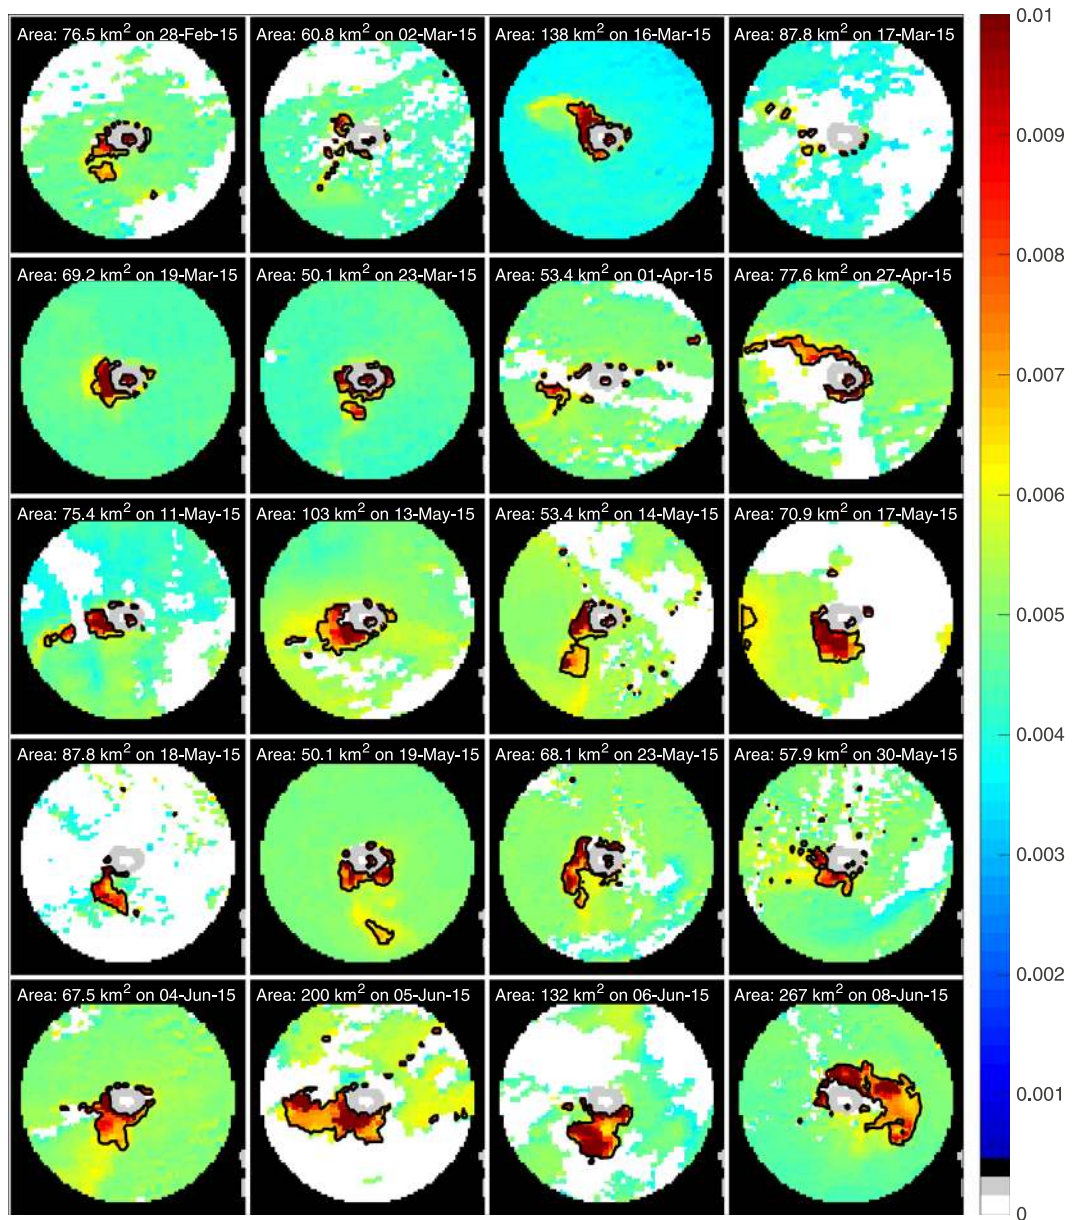 Area: 76.5 km² on 28-Feb-15
Area: 60.8 km² on 02-Mar-15
Area: 138 km² on 16-Mar-15
Area: 87.8 km² on 17-Mar-15
Area: 69.2 km² on 19-Mar-15
Area: 50.1 km² on 23-Mar-15
Area: 53.4 km² on 01-Apr-15
Area: 77.6 km² on 27-Apr-15
Area: 75.4 km² on 11-May-15
Area: 103 km² on 13-May-15
Area: 53.4 km² on 14-May-15
Area: 70.9 km² on 17-May-15
Area: 87.8 km² on 18-May-15
Area: 50.1 km² on 19-May-15
Area: 68.1 km² on 23-May-15
Area: 57.9 km² on 30-May-15
Area: 67.5 km² on 04-Jun-15
Area: 200 km² on 05-Jun-15
Area: 132 km² on 06-Jun-15
Area: 267 km² on 08-Jun-15
0.01
0.009
0.008
0.007
0.006
0.005
0.004
0.003
0.002
0.001
0